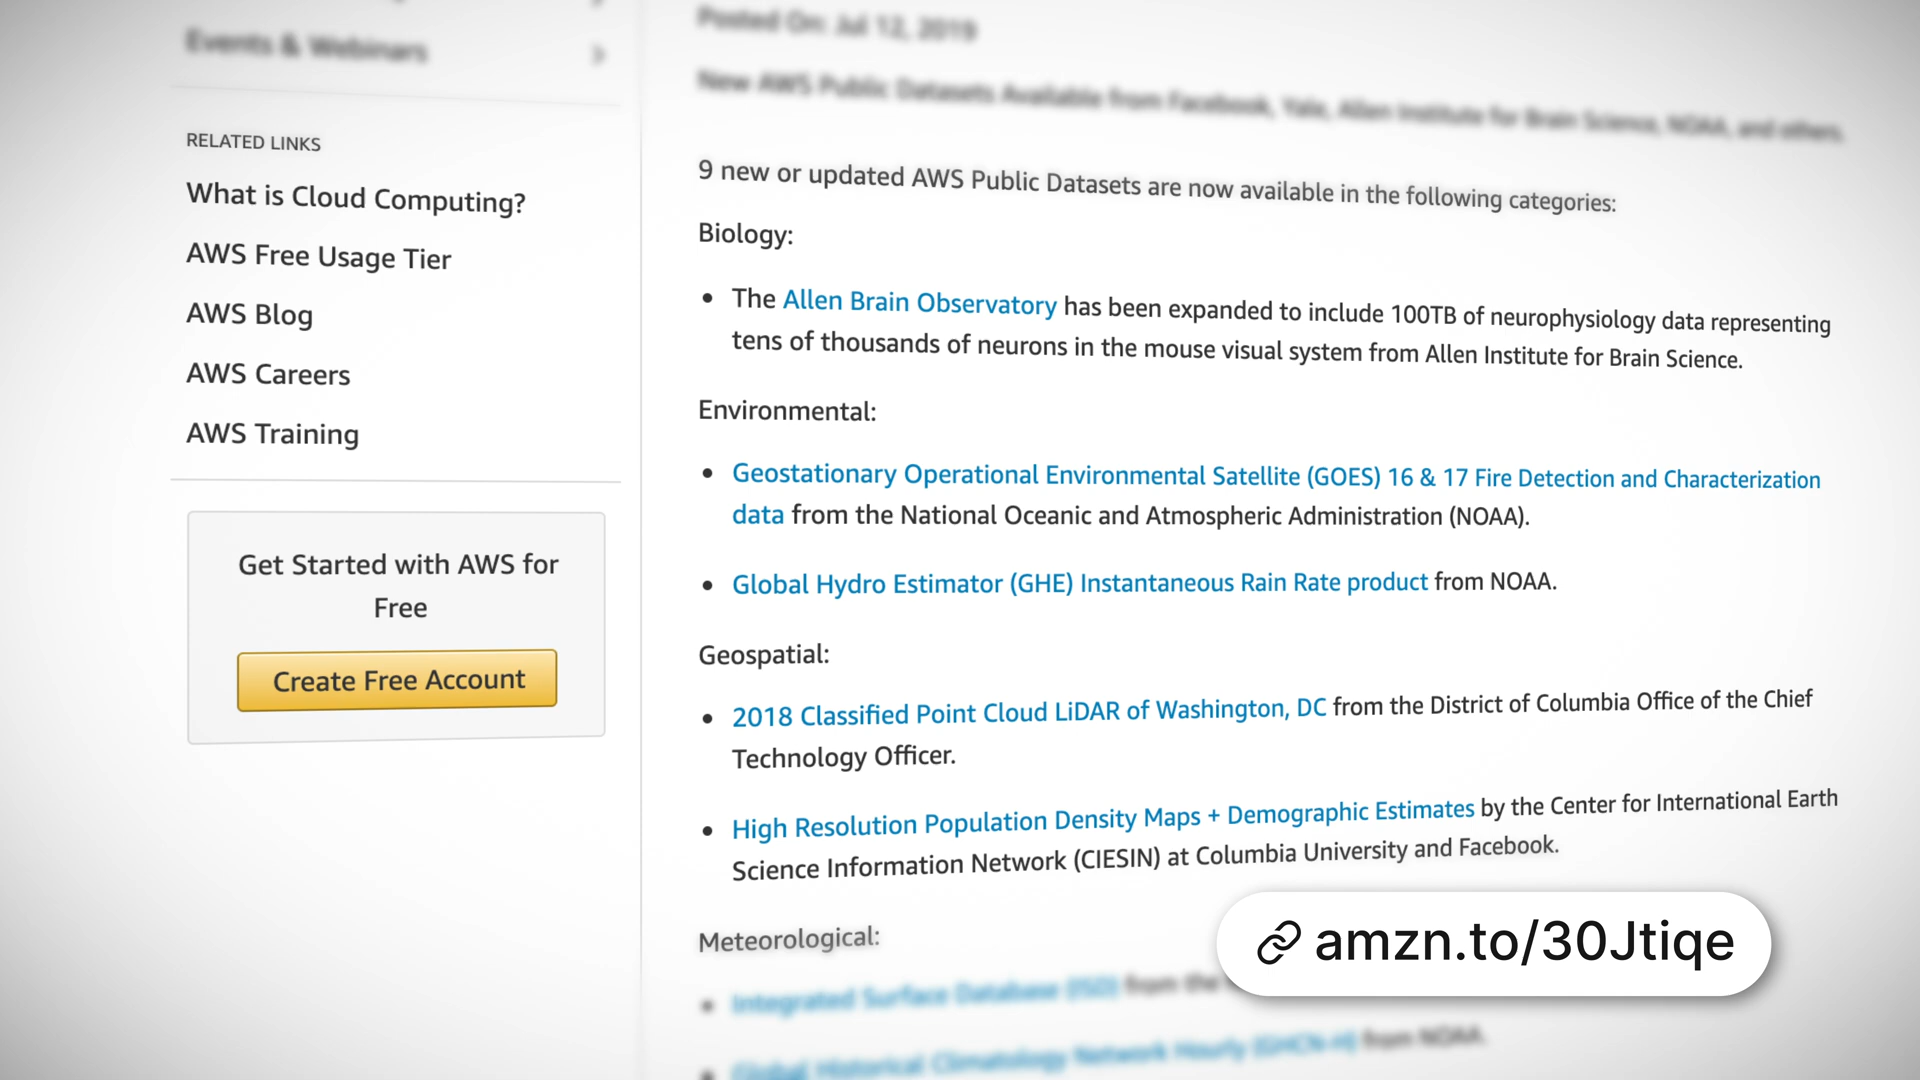 Events & Webinars
RELATED LINKS
What is Cloud Computing?
AWS Free Usage Tier
AWS Blog
AWS Careers
AWS Training
Get Started with AWS for
Free
Create Free Account
Posted On: Jul 12, 2019
New AWS Public Datasets Available from Facebook, Yale, Allen Institute for Brain Science, NOAA, and others.
9 new or updated AWS Public Datasets are now available in the following categories:
Biology:
• The Allen Brain Observatory has been expanded to include 100TB of neurophysiology data representing
tens of thousands of neurons in the mouse visual system from Allen Institute for Brain Science.
Environmental:
• Geostationary Operational Environmental Satellite (GOES) 16 & 17 Fire Detection and Characterization
data from the National Oceanic and Atmospheric Administration (NOAA).
• Global Hydro Estimator (GHE) Instantaneous Rain Rate product from NOAA.
Geospatial:
• 2018 Classified Point Cloud LiDAR of Washington, DC from the District of Columbia Office of the Chief
Technology Officer.
• High Resolution Population Density Maps + Demographic Estimates by the Center for International Earth
Science Information Network (CIESIN) at Columbia University and Facebook.
Meteorological:
• Integrated Surface Database (ISD) from the
• Global Historical Climatology Network Hourly (GHCN-H) from NOAA.
amzn.to/30Jtiqe